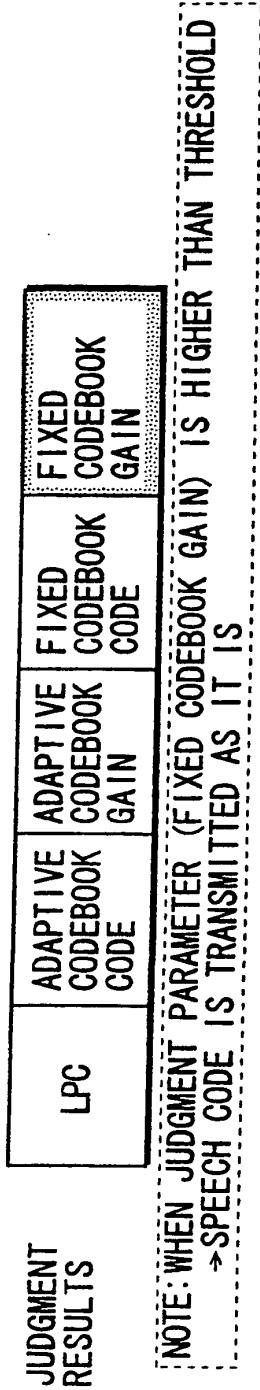 JUDGMENT
RESULTS
LPC
ADAPTIVE
CODEBOOK
CODE
ADAPTIVE
CODEBOOK
GAIN
FIXED
CODEBOOK
CODE
FIXED
CODEBOOK
GAIN
NOTE:WHEN JUDGMENT PARAMETER (FIXED CODEBOOK GAIN) IS HIGHER THAN THRESHOLD
→SPEECH CODE IS TRANSMITTED AS IT IS